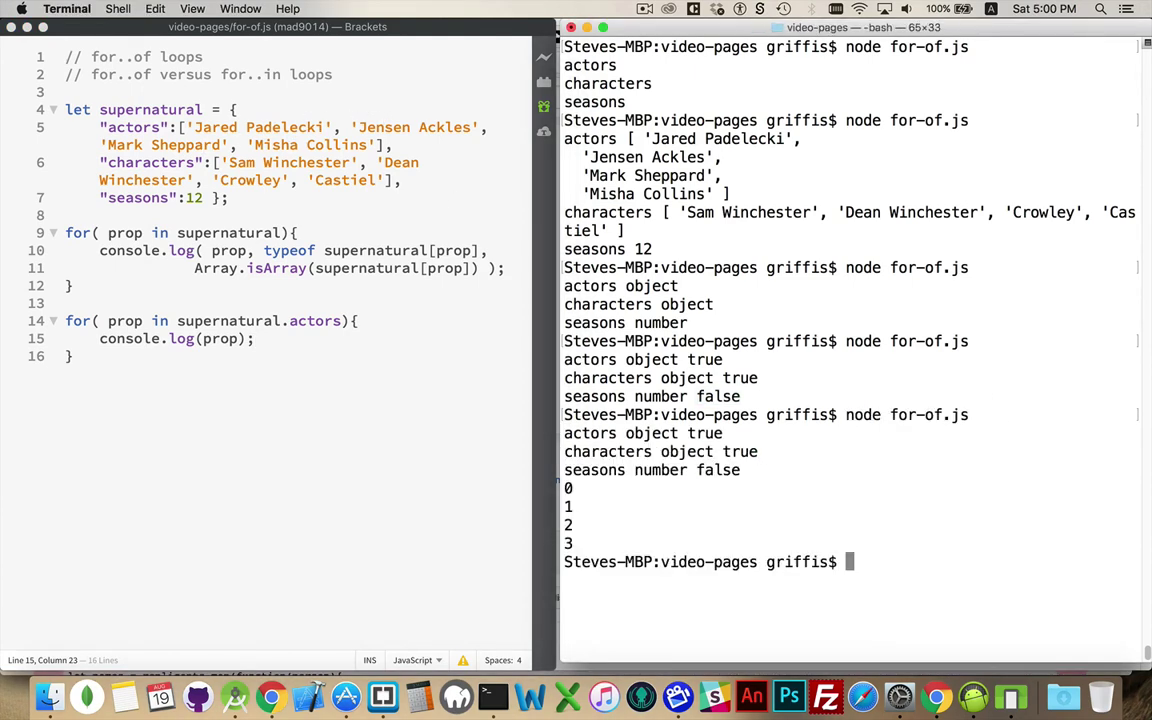 Terminal Shell Edit View Window Help 100% A Sat 5:00 PM
video-pages/for-of.js (mad9014) — Brackets
1 // for..of loops
2 // for..of versus for..in loops
3
4 let supernatural = {
5 "actors":['Jared Padelecki', 'Jensen Ackles',
'Mark Sheppard', 'Misha Collins'],
6 "characters":['Sam Winchester', 'Dean
Winchester', 'Crowley', 'Castiel'],
7 "seasons":12 };
8
9 for( prop in supernatural){
10 console.log( prop, typeof supernatural[prop],
11 Array.isArray(supernatural[prop]) );
12 }
13
14 for( prop in supernatural.actors){
15 console.log(prop);
16 }
Line 15, Column 23 — 16 Lines INS JavaScript Spaces: 4
video-pages — -bash — 65×33
Steves-MBP:video-pages griffis$ node for-of.js
actors
characters
seasons
Steves-MBP:video-pages griffis$ node for-of.js
actors [ 'Jared Padelecki',
'Jensen Ackles',
'Mark Sheppard',
'Misha Collins' ]
characters [ 'Sam Winchester', 'Dean Winchester', 'Crowley', 'Cas
tiel' ]
seasons 12
Steves-MBP:video-pages griffis$ node for-of.js
actors object
characters object
seasons number
Steves-MBP:video-pages griffis$ node for-of.js
actors object true
characters object true
seasons number false
Steves-MBP:video-pages griffis$ node for-of.js
actors object true
characters object true
seasons number false
0
1
2
3
Steves-MBP:video-pages griffis$
19
An
Ps
Fz